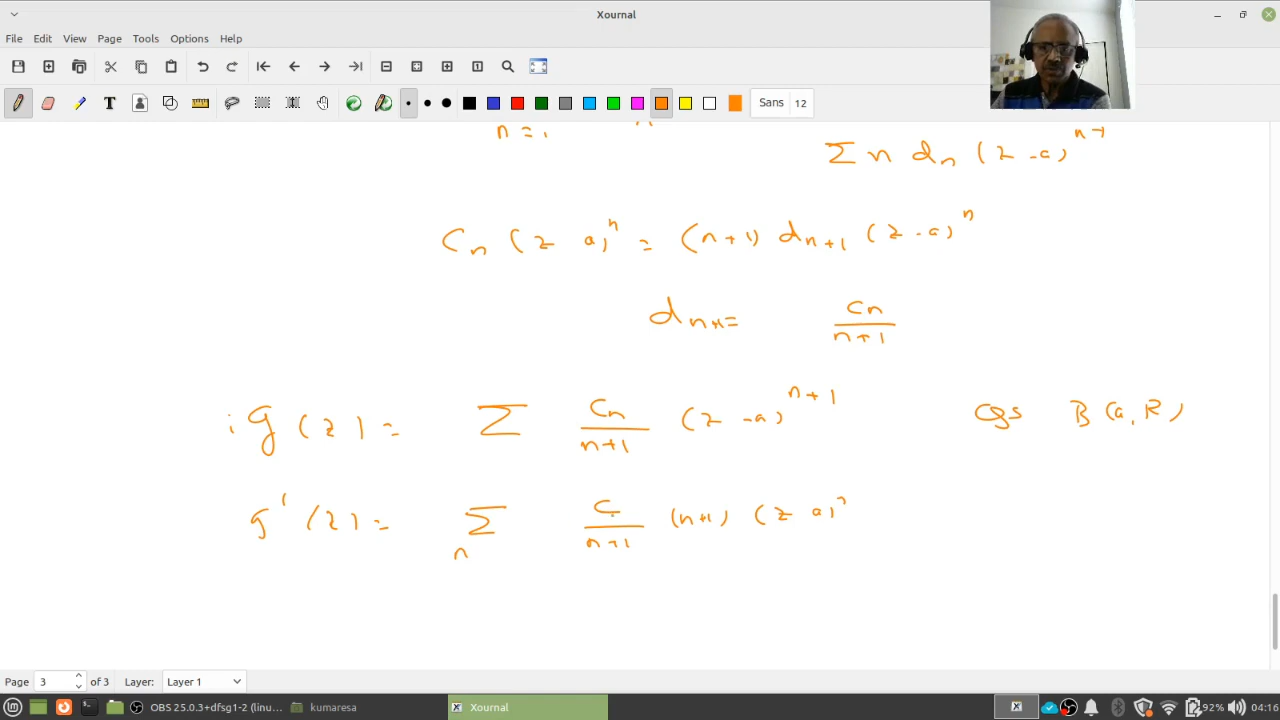 Xournal
File Edit View Page Tools Options Help
Sans 12
n = 1
Σ n dn (z - a)^n-1
Cn (z a)^n = (n+1) dn+1 (z - a)^n
dn+1 = Cn/n+1
g(z) = Σ Cn/n+1 (z - a)^n+1 cgs B(a, R)
g'(z) = Σn C/n+1 (n+1) (z a)^n
Page 3 of 3 Layer: Layer 1
OBS 25.0.3+dfsg1-2 (linu... kumaresa Xournal 92% 04:16